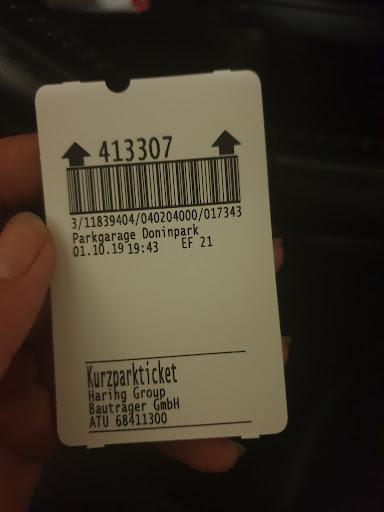 413307
3/11839404/040204000/017343
Parkgarage Doninpark
01.10.19 19:43 EF 21
Kurzparkticket
Haring Group
Bauträger GmbH
ATU 68411300